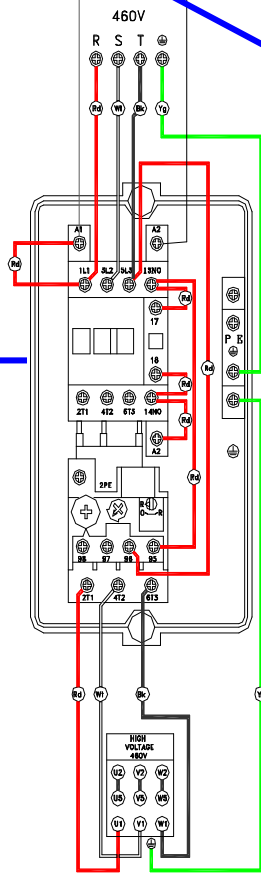 460V
R S T
Rd Wt Bk Yg
A1 A2
Rd
1L1 3L2 5L3 13NO
Rd
17
P E
18
Rd
Rd
2T1 4T2 6T3 14NO
Rd
A2
Rd
2PE
R
O R
98 97 96 95
2T1 4T2 6T3
Rd Wt Bk Y
HIGH
VOLTAGE
460V
U2 V2 W2
U5 V5 W5
U1 V1 W1